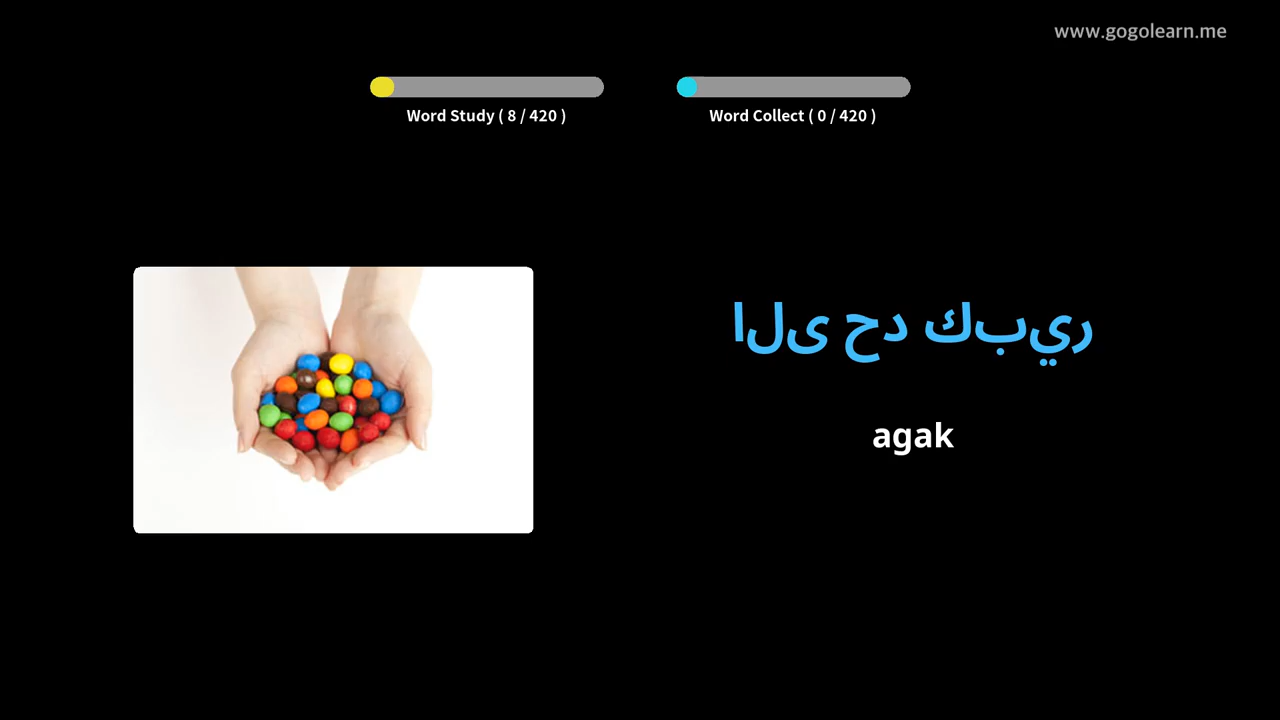 www.gogolearn.me
Word Study ( 8 / 420 )
Word Collect ( 0 / 420 )
الى حد كبير
agak